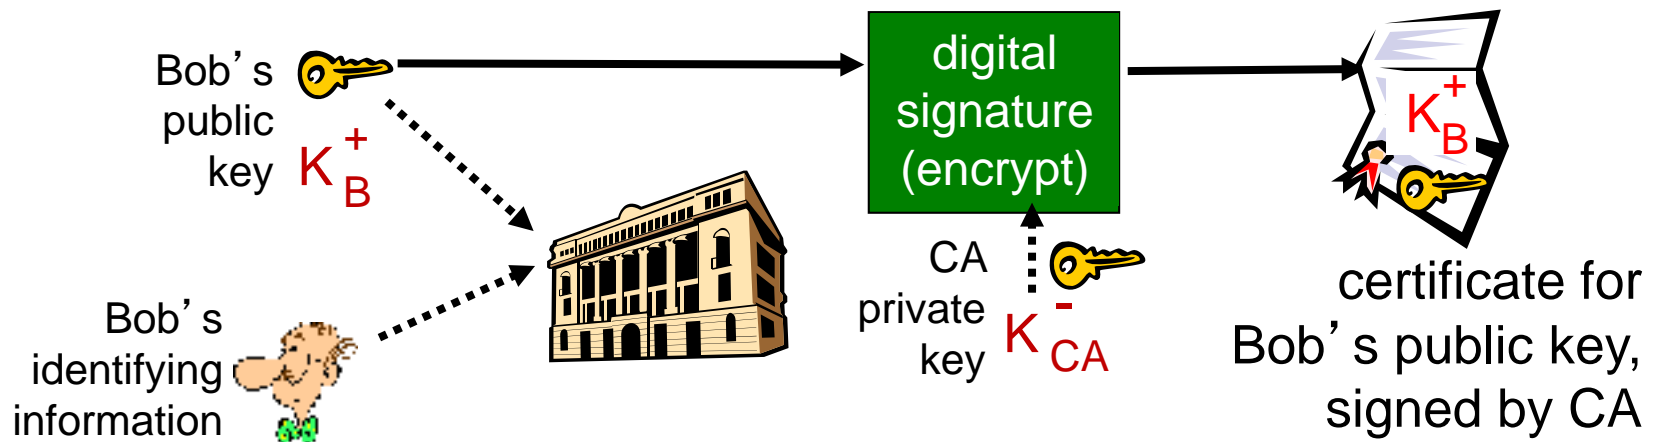 Bob’s
public
key
K
+
B
Bob’s
identifying
information
digital
signature
(encrypt)
CA
private
key
K
-
CA
K
+
B
certificate for
Bob’s public key,
signed by CA